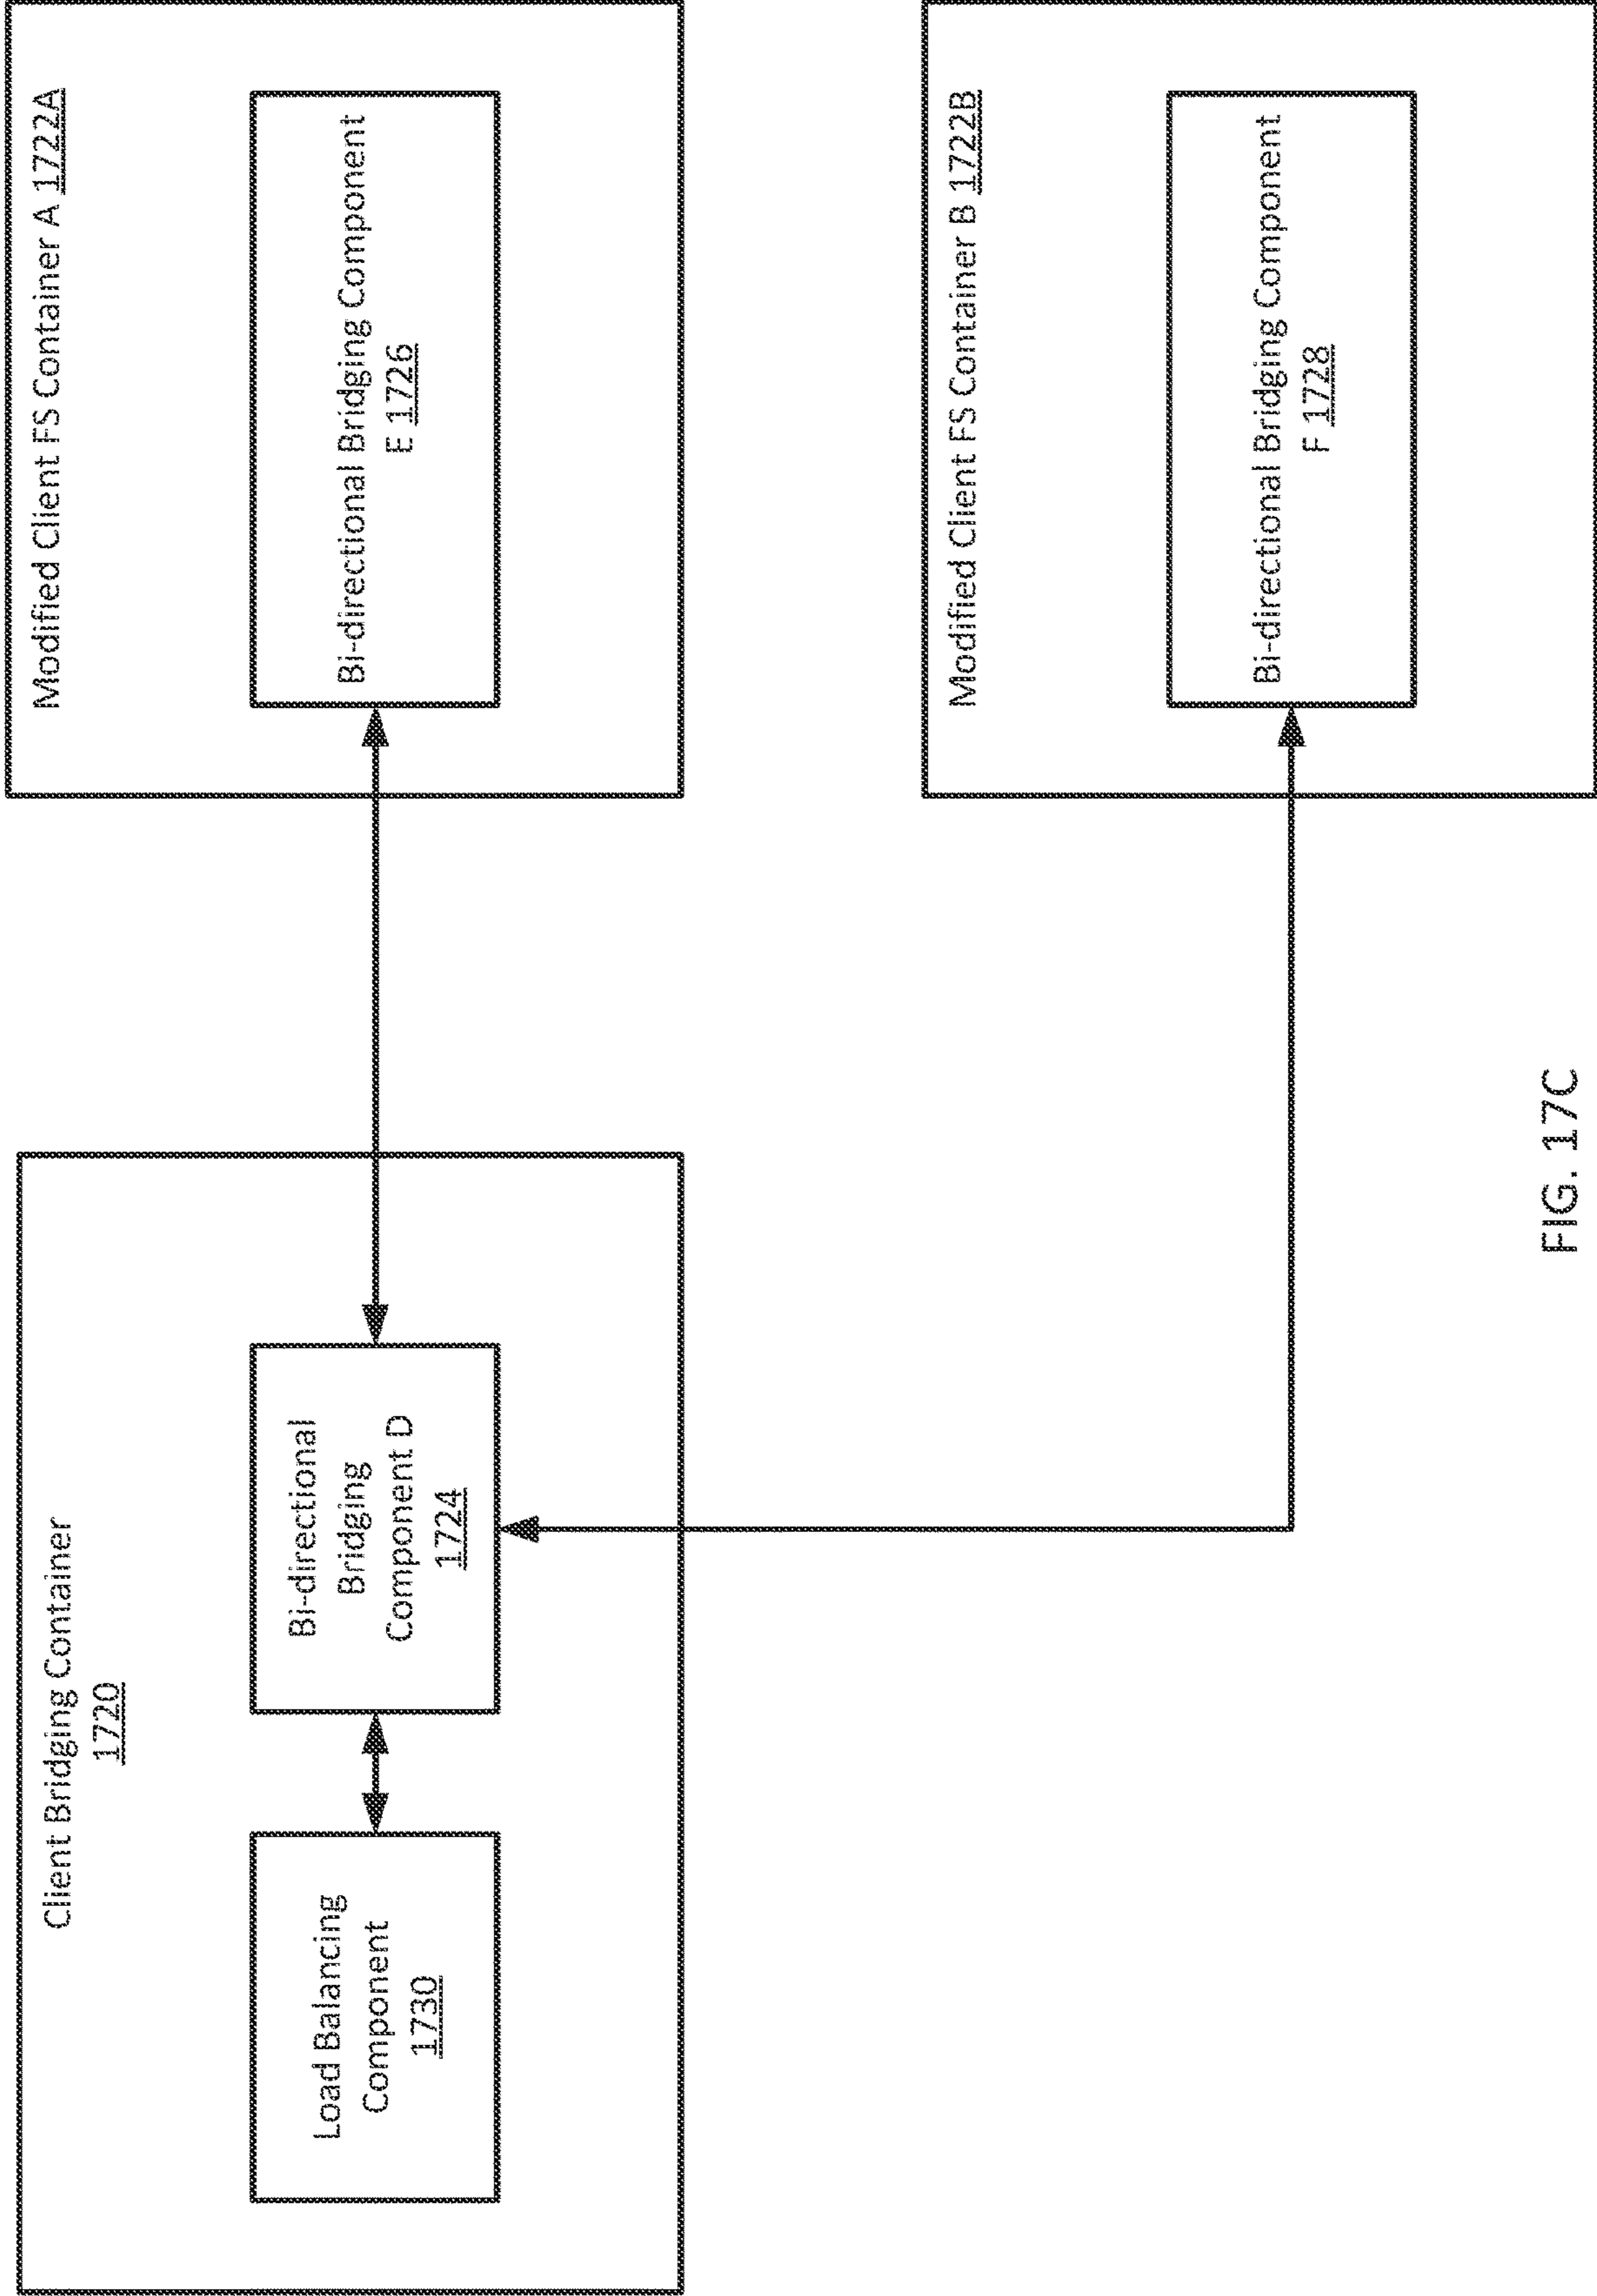 Client Bridging Container
1720
Load Balancing
Component
1730
Bi-directional
Bridging
Component D
1724
Modified Client FS Container A 1722A
Bi-directional Bridging Component
E 1726
Modified Client FS Container B 1722B
Bi-directional Bridging Component
F 1728
FIG. 17C